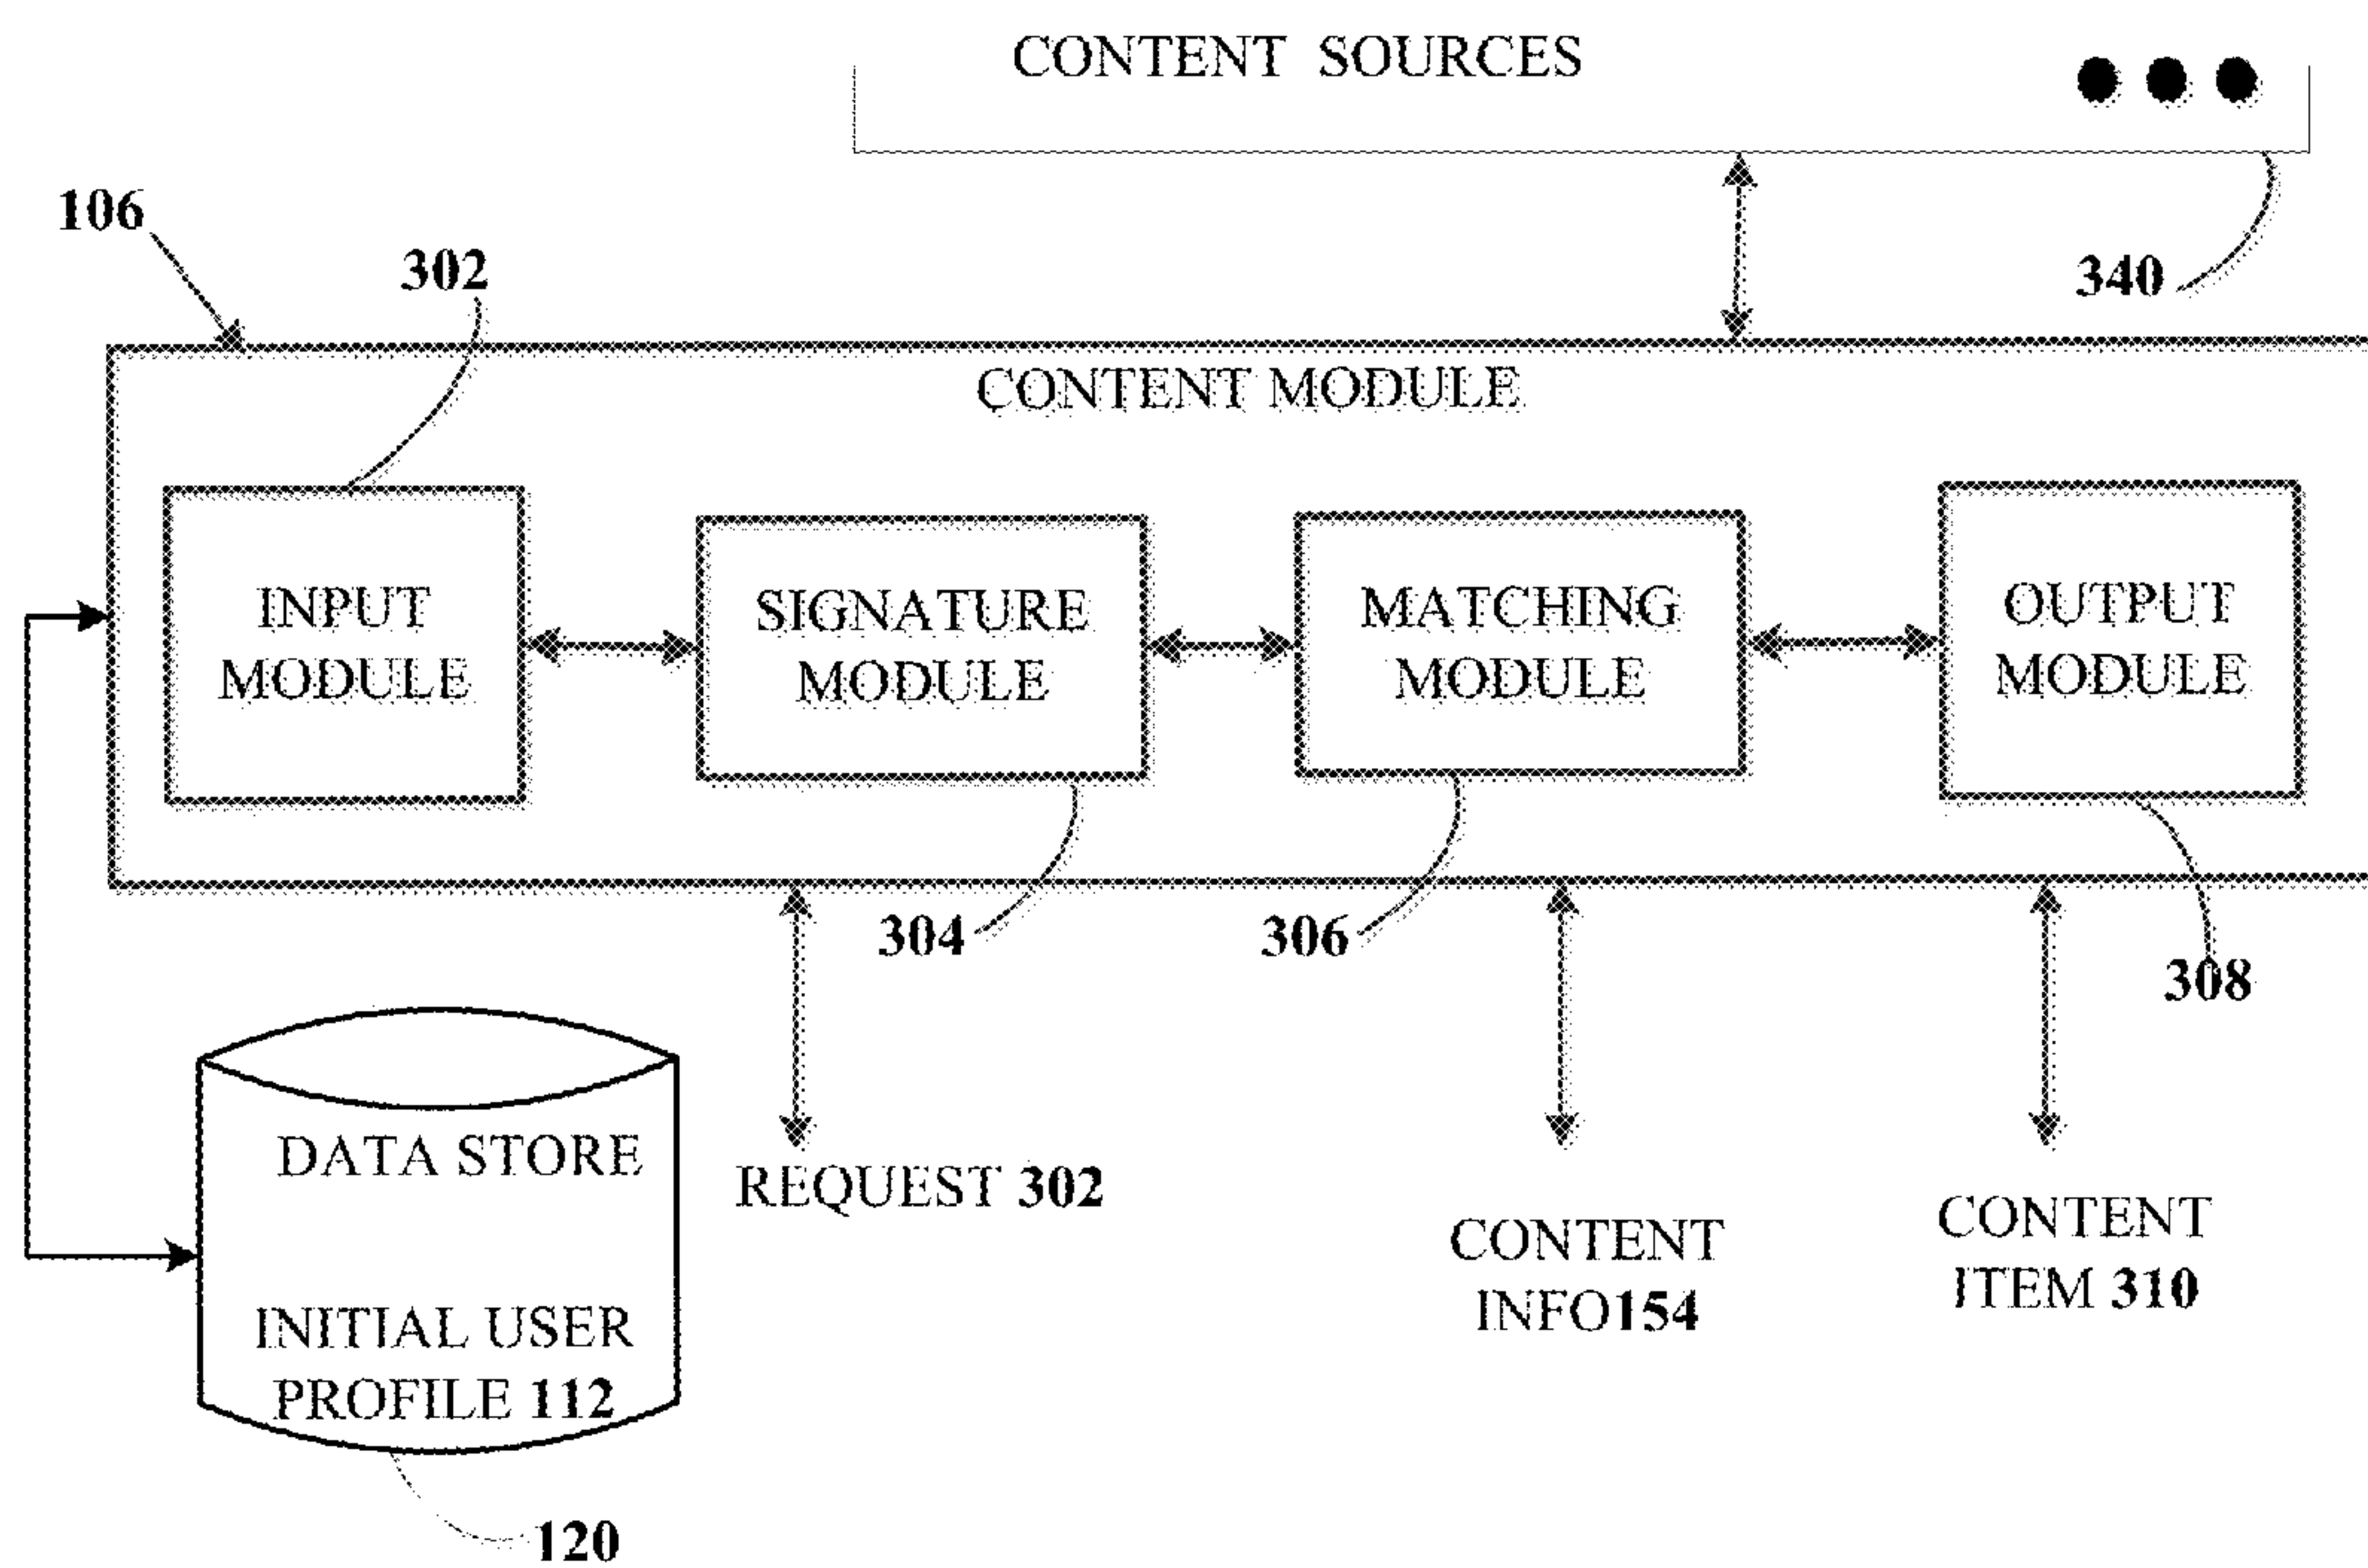 CONTENT SOURCES
106
302
340
CONTENT MODULE
INPUT
MODULE
SIGNATURE
MODULE
MATCHING
MODULE
OUTPUT
MODULE
304
306
308
DATA STORE
INITIAL USER
PROFILE 112
REQUEST 302
CONTENT
INFO154
CONTENT
ITEM 310
120